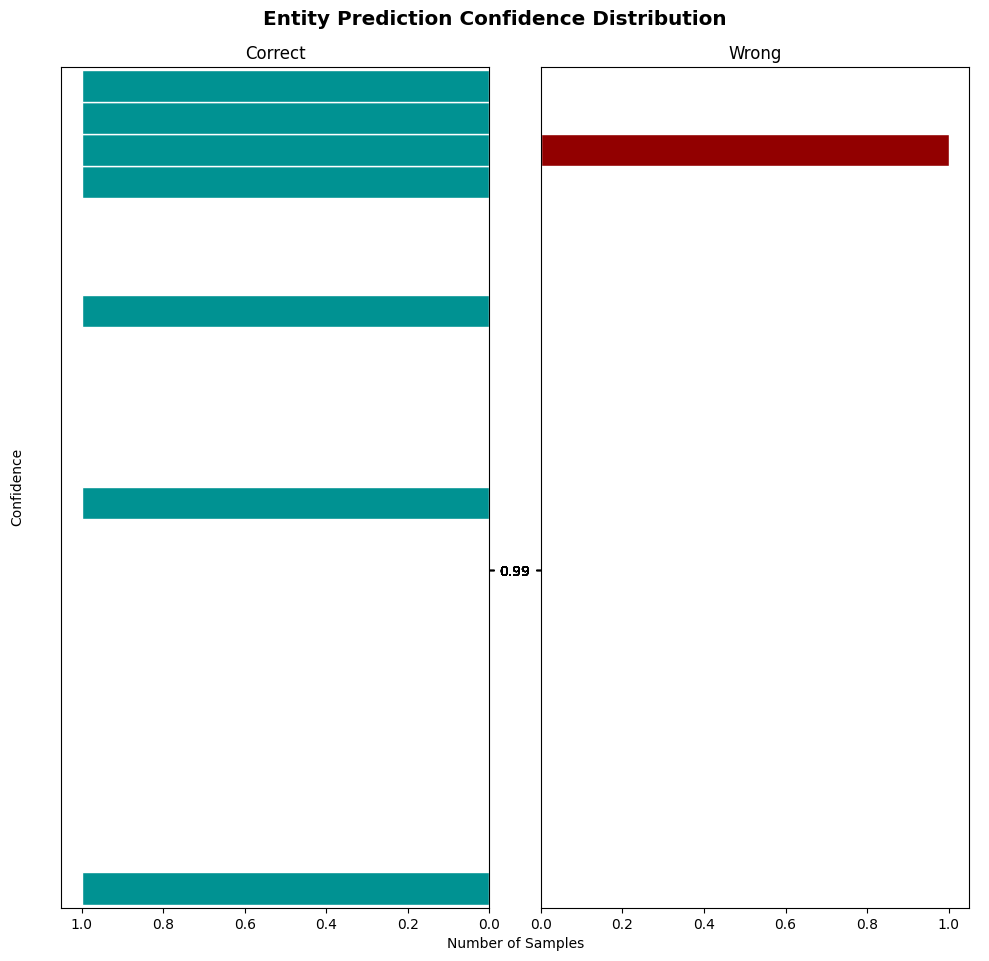 Entity Prediction Confidence Distribution
Correct
Wrong
Confidence
0.99
1.0 0.8 0.6 0.4 0.2 0.0
0.0 0.2 0.4 0.6 0.8 1.0
Number of Samples